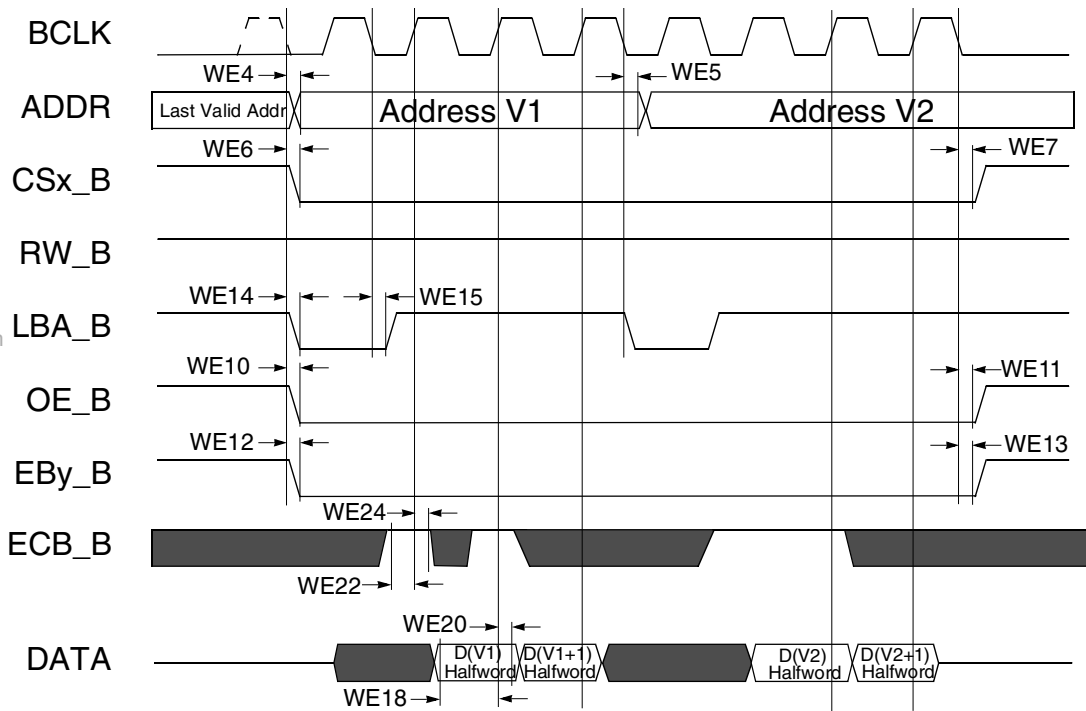 BCLK
WE4
WE5
ADDR
Last Valid Addr
Address V1
Address V2
WE6
WE7
CSx_B
RW_B
WE14
WE15
LBA_B
WE10
WE11
OE_B
WE12
WE13
EBy_B
WE24
ECB_B
WE22
WE20
DATA
D(V1)
Halfword
D(V1+1)
Halfword
D(V2)
Halfword
D(V2+1)
Halfword
WE18